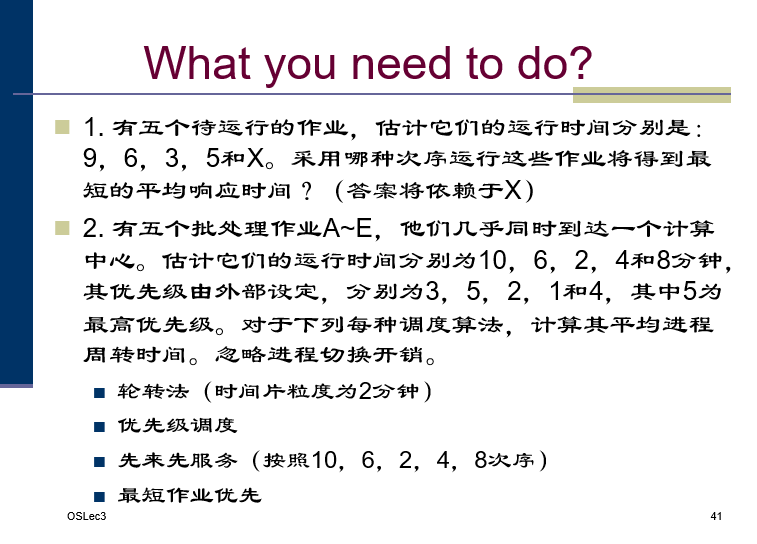 What you need to do?
1. 有五个待运行的作业，估计它们的运行时间分别是：
9，6，3，5和X。采用哪种次序运行这些作业将得到最
短的平均响应时间？（答案将依赖于X）
2. 有五个批处理作业A~E，他们几乎同时到达一个计算
中心。估计它们的运行时间分别为10，6，2，4和8分钟，
其优先级由外部设定，分别为3，5，2，1和4，其中5为
最高优先级。对于下列每种调度算法，计算其平均进程
周转时间。忽略进程切换开销。
轮转法（时间片粒度为2分钟）
优先级调度
先来先服务（按照10，6，2，4，8次序）
最短作业优先
OSLec3
41